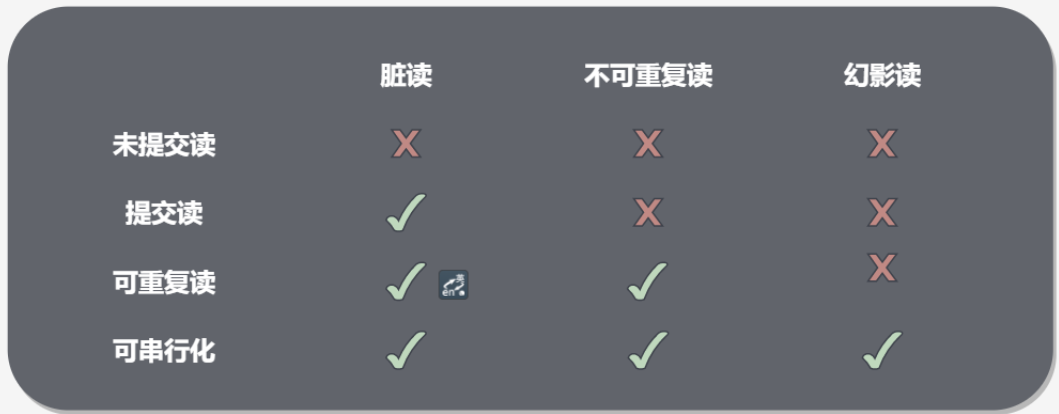 脏读 不可重复读 幻影读
未提交读 X X X
提交读 ✓ X X
可重复读 ✓ en ✓ X
可串行化 ✓ ✓ ✓